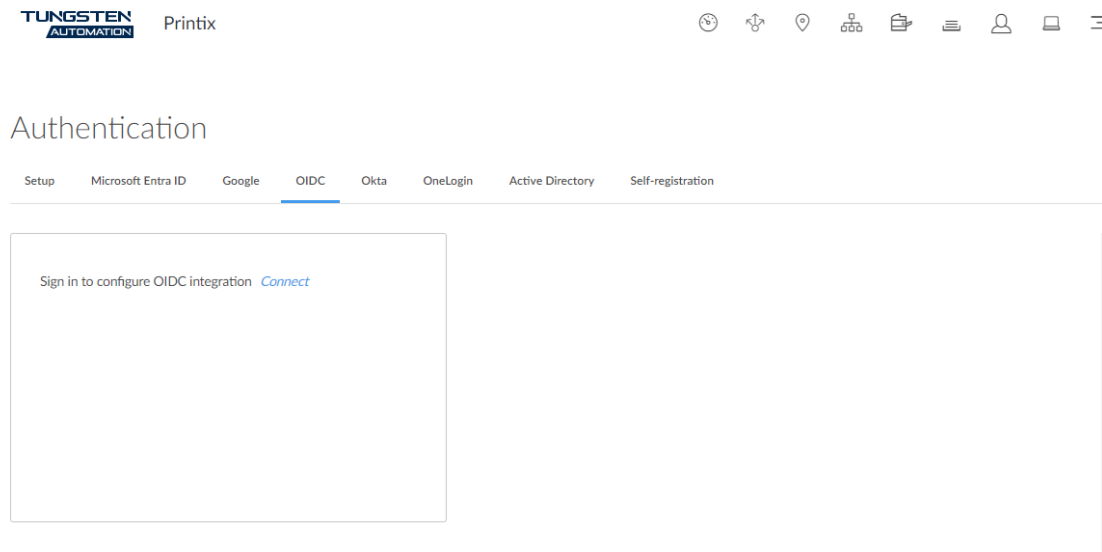 TUNGSTEN
AUTOMATION
Printix
Authentication
Setup Microsoft Entra ID Google OIDC Okta OneLogin Active Directory Self-registration
Sign in to configure OIDC integration Connect